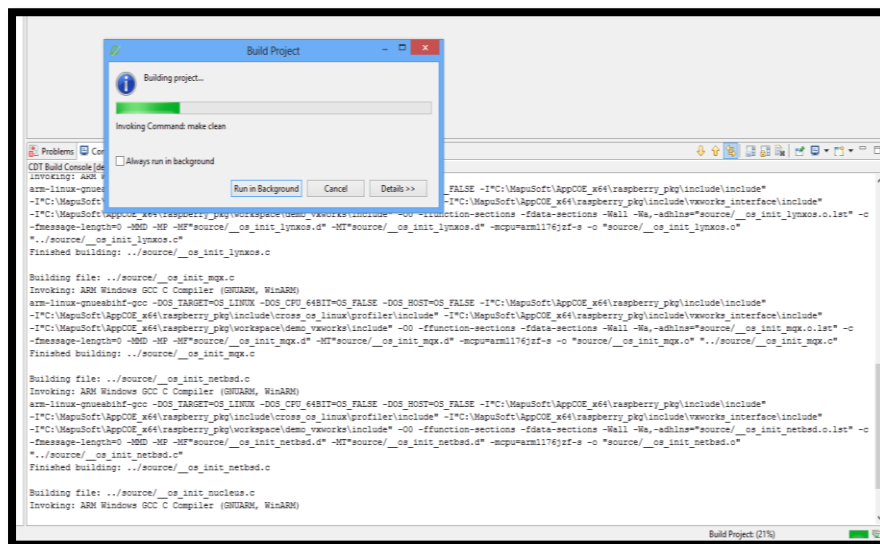 Build Project
Building project...
Invoking Command: make clean
Always run in background
Run in Background Cancel Details >>
Problems
CDT Build Console
Invoking: ARM
_FALSE -I"C:\MapuSoft\AppCOE_x64\raspberry_pkg\include\include"
-I"C:\MapuSoft\ -I"C:\MapuSoft\AppCOE_x64\raspberry_pkg\include\vxworks_interface\include"
-I"C:\MapuSoft\AppCOE_x64\raspberry_pkg\workspace\demo_vxworks\include" -O0 -ffunction-sections -fdata-sections -Wall -Wa,-adhlns="source/__os_init_lynxos.o.lst" -c
-fmessage-length=0 -MMD -MP -MF"source/__os_init_lynxos.d" -MT"source/__os_init_lynxos.d" -mcpu=arm1176jzf-s -o "source/__os_init_lynxos.o"
"../source/__os_init_lynxos.c"
Finished building: ../source/__os_init_lynxos.c
Building file: ../source/__os_init_mqx.c
Invoking: ARM Windows GCC C Compiler (GNUARM, WinARM)
arm-linux-gnueabihf-gcc -DOS_TARGET=OS_LINUX -DOS_CPU_64BIT=OS_FALSE -DOS_HOST=OS_FALSE -I"C:\MapuSoft\AppCOE_x64\raspberry_pkg\include\include"
-I"C:\MapuSoft\AppCOE_x64\raspberry_pkg\include\cross_os_linux\profiler\include" -I"C:\MapuSoft\AppCOE_x64\raspberry_pkg\include\vxworks_interface\include"
-I"C:\MapuSoft\AppCOE_x64\raspberry_pkg\workspace\demo_vxworks\include" -O0 -ffunction-sections -fdata-sections -Wall -Wa,-adhlns="source/__os_init_mqx.o.lst" -c
-fmessage-length=0 -MMD -MP -MF"source/__os_init_mqx.d" -MT"source/__os_init_mqx.d" -mcpu=arm1176jzf-s -o "source/__os_init_mqx.o" "../source/__os_init_mqx.c"
Finished building: ../source/__os_init_mqx.c
Building file: ../source/__os_init_netbsd.c
Invoking: ARM Windows GCC C Compiler (GNUARM, WinARM)
arm-linux-gnueabihf-gcc -DOS_TARGET=OS_LINUX -DOS_CPU_64BIT=OS_FALSE -DOS_HOST=OS_FALSE -I"C:\MapuSoft\AppCOE_x64\raspberry_pkg\include\include"
-I"C:\MapuSoft\AppCOE_x64\raspberry_pkg\include\cross_os_linux\profiler\include" -I"C:\MapuSoft\AppCOE_x64\raspberry_pkg\include\vxworks_interface\include"
-I"C:\MapuSoft\AppCOE_x64\raspberry_pkg\workspace\demo_vxworks\include" -O0 -ffunction-sections -fdata-sections -Wall -Wa,-adhlns="source/__os_init_netbsd.o.lst" -c
-fmessage-length=0 -MMD -MP -MF"source/__os_init_netbsd.d" -MT"source/__os_init_netbsd.d" -mcpu=arm1176jzf-s -o "source/__os_init_netbsd.o"
"../source/__os_init_netbsd.c"
Finished building: ../source/__os_init_netbsd.c
Building file: ../source/__os_init_nucleus.c
Invoking: ARM Windows GCC C Compiler (GNUARM, WinARM)
Build Project: (21%)